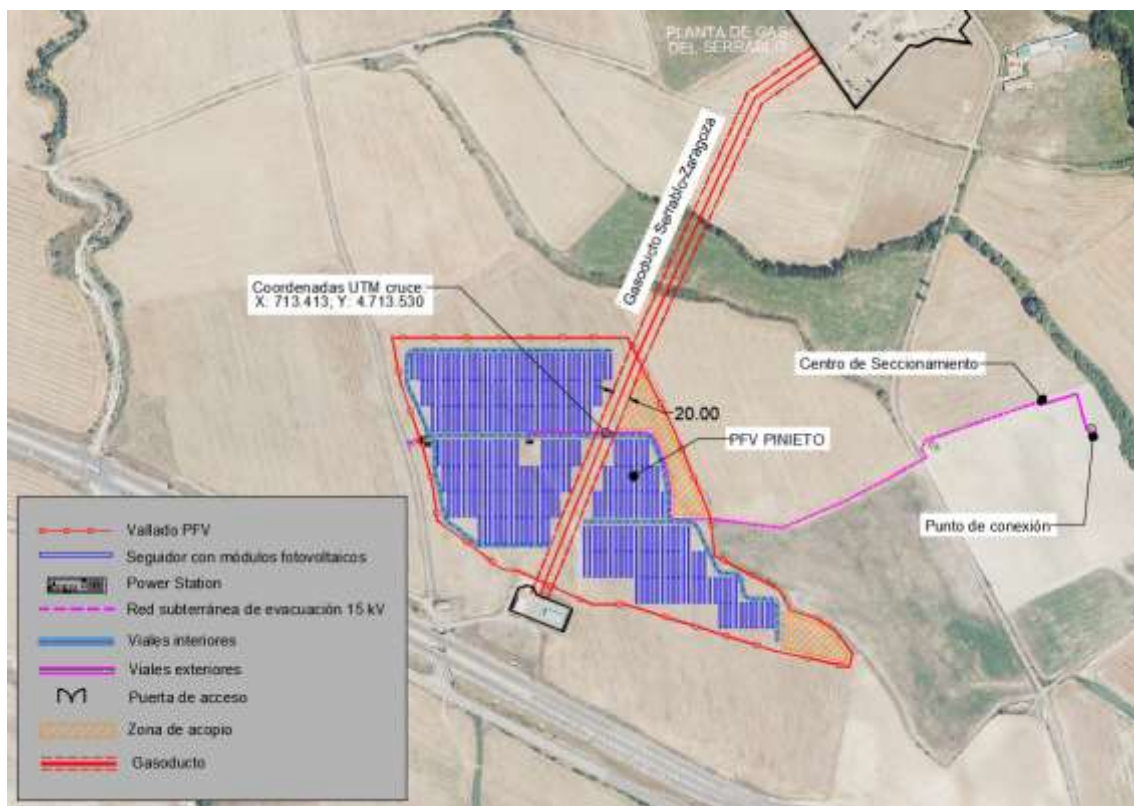 PLANTA DE GAS
DEL SERRABLO
Gasoducto Serrablo-Zaragoza
Coordenadas UTM cruce:
X: 713.413; Y: 4.713.530
Centro de Seccionamiento
20.00
PFV PINIETO
Punto de conexión
Vallado PFV
Seguidor con módulos fotovoltaicos
Power Station
Red subterránea de evacuación 15 kV
Viales interiores
Viales exteriores
Puerta de acceso
Zona de acopio
Gasoducto